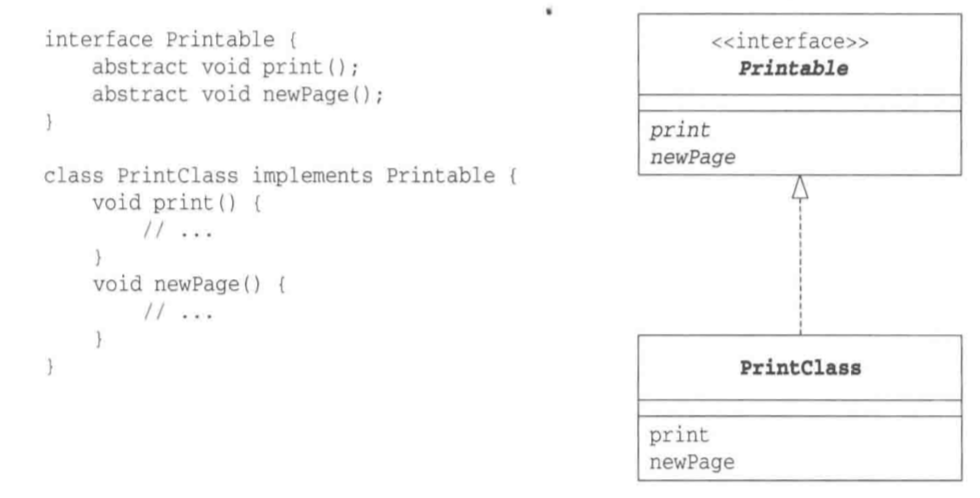 interface Printable {
    abstract void print();
    abstract void newPage();
}

class PrintClass implements Printable {
    void print() {
        // ...
    }
    void newPage() {
        // ...
    }
}
<<interface>>
Printable
print
newPage
PrintClass
print
newPage